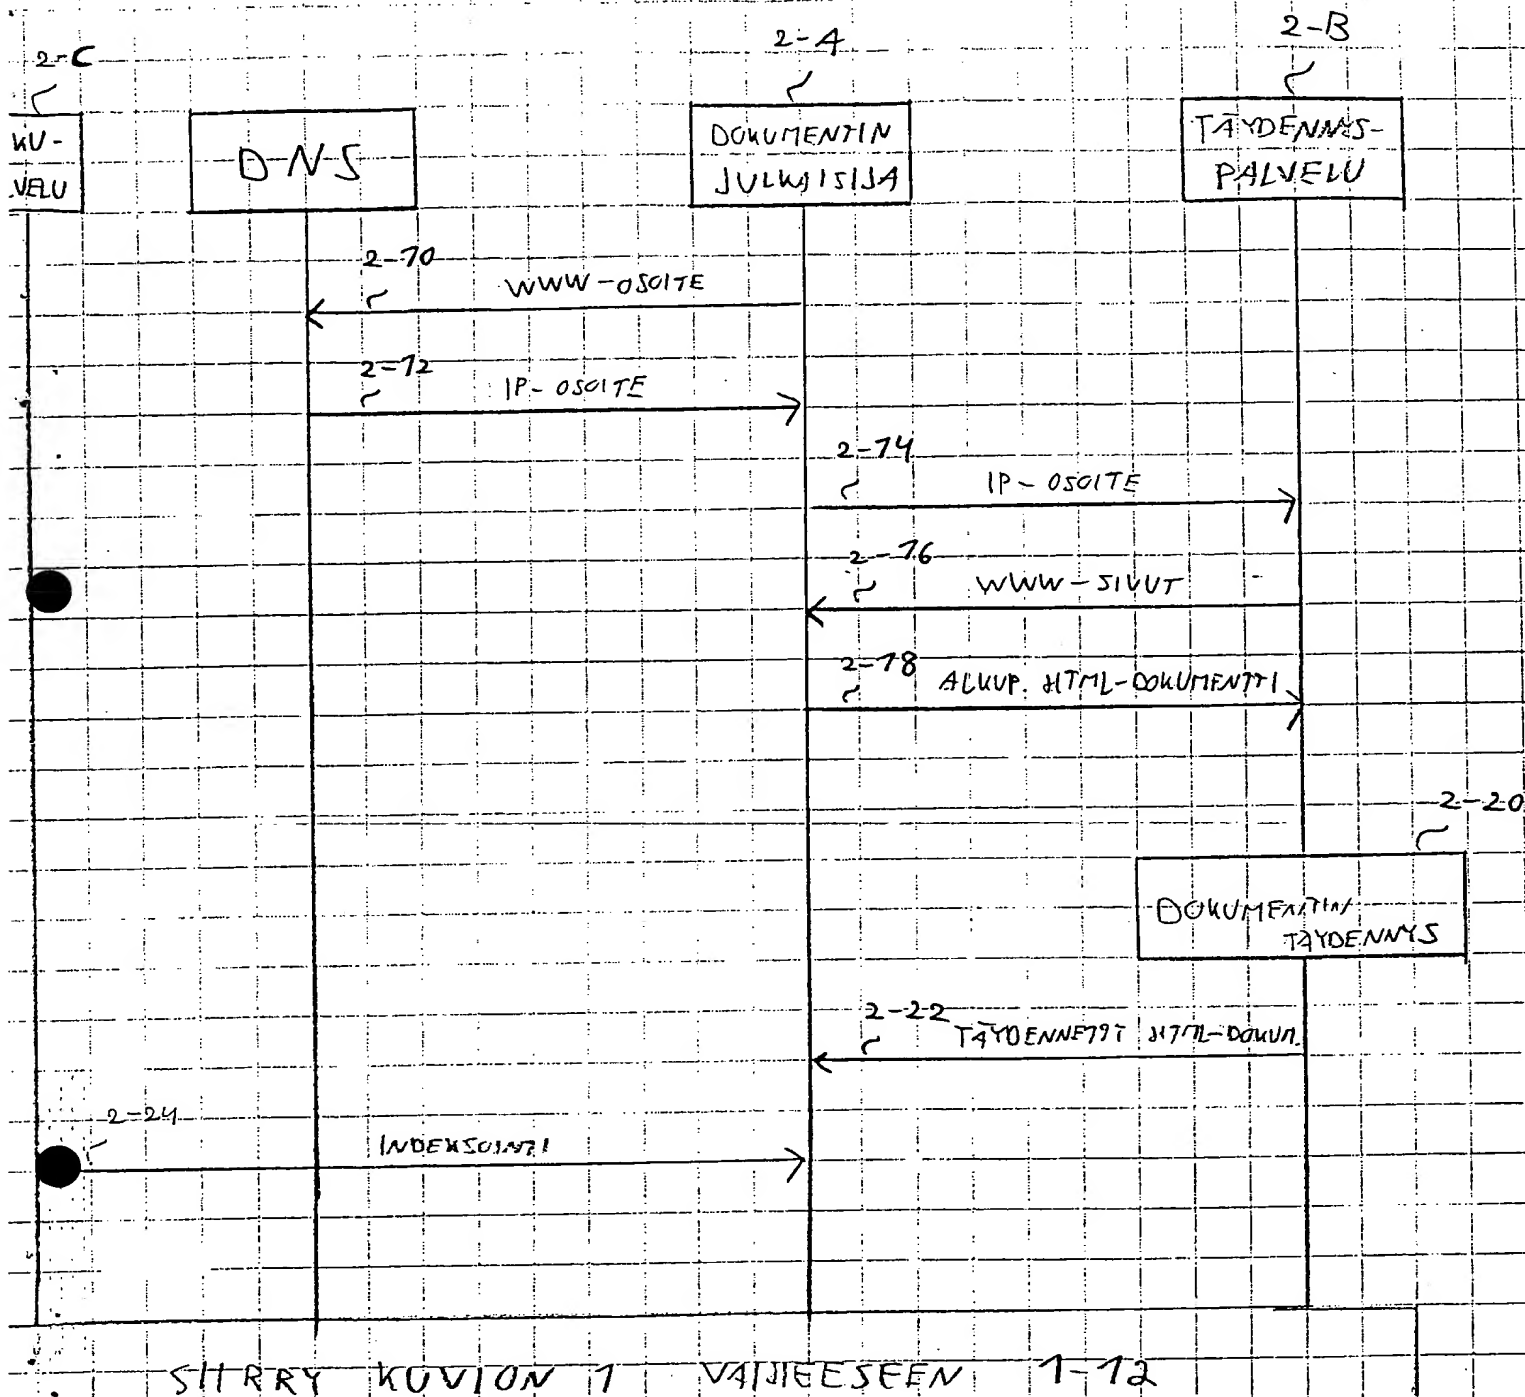 2-C
2-A
2-B
KU-
VELU
DNS
DOKUMENTIN
JULKAISIJA
TÄYDENNYS-
PALVELU
2-10
WWW-OSOITE
2-12
IP-OSOITE
2-14
IP-OSOITE
2-16
WWW-SIVUT
2-18
ALKUP. HTML-DOKUMENTTI
2-20
DOKUMENTIN
TÄYDENNYS
2-22
TÄYDENNETYT HTML-DOKUM.
2-24
INDEKSOINTI
SIIRRY KUVION 1 VAIHEESEEN 1-12